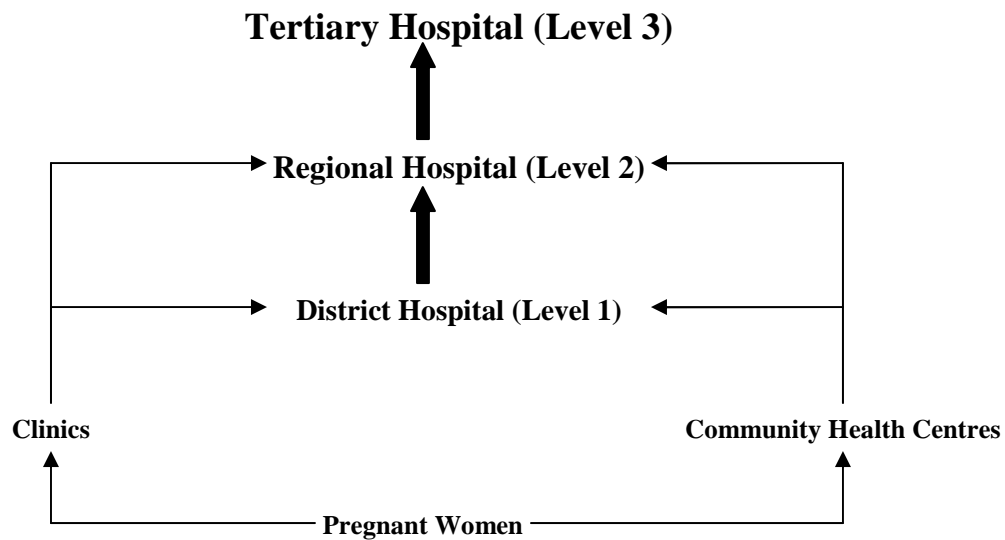 Tertiary Hospital (Level 3)
Regional Hospital (Level 2)
District Hospital (Level 1)
Clinics
Community Health Centres
Pregnant Women